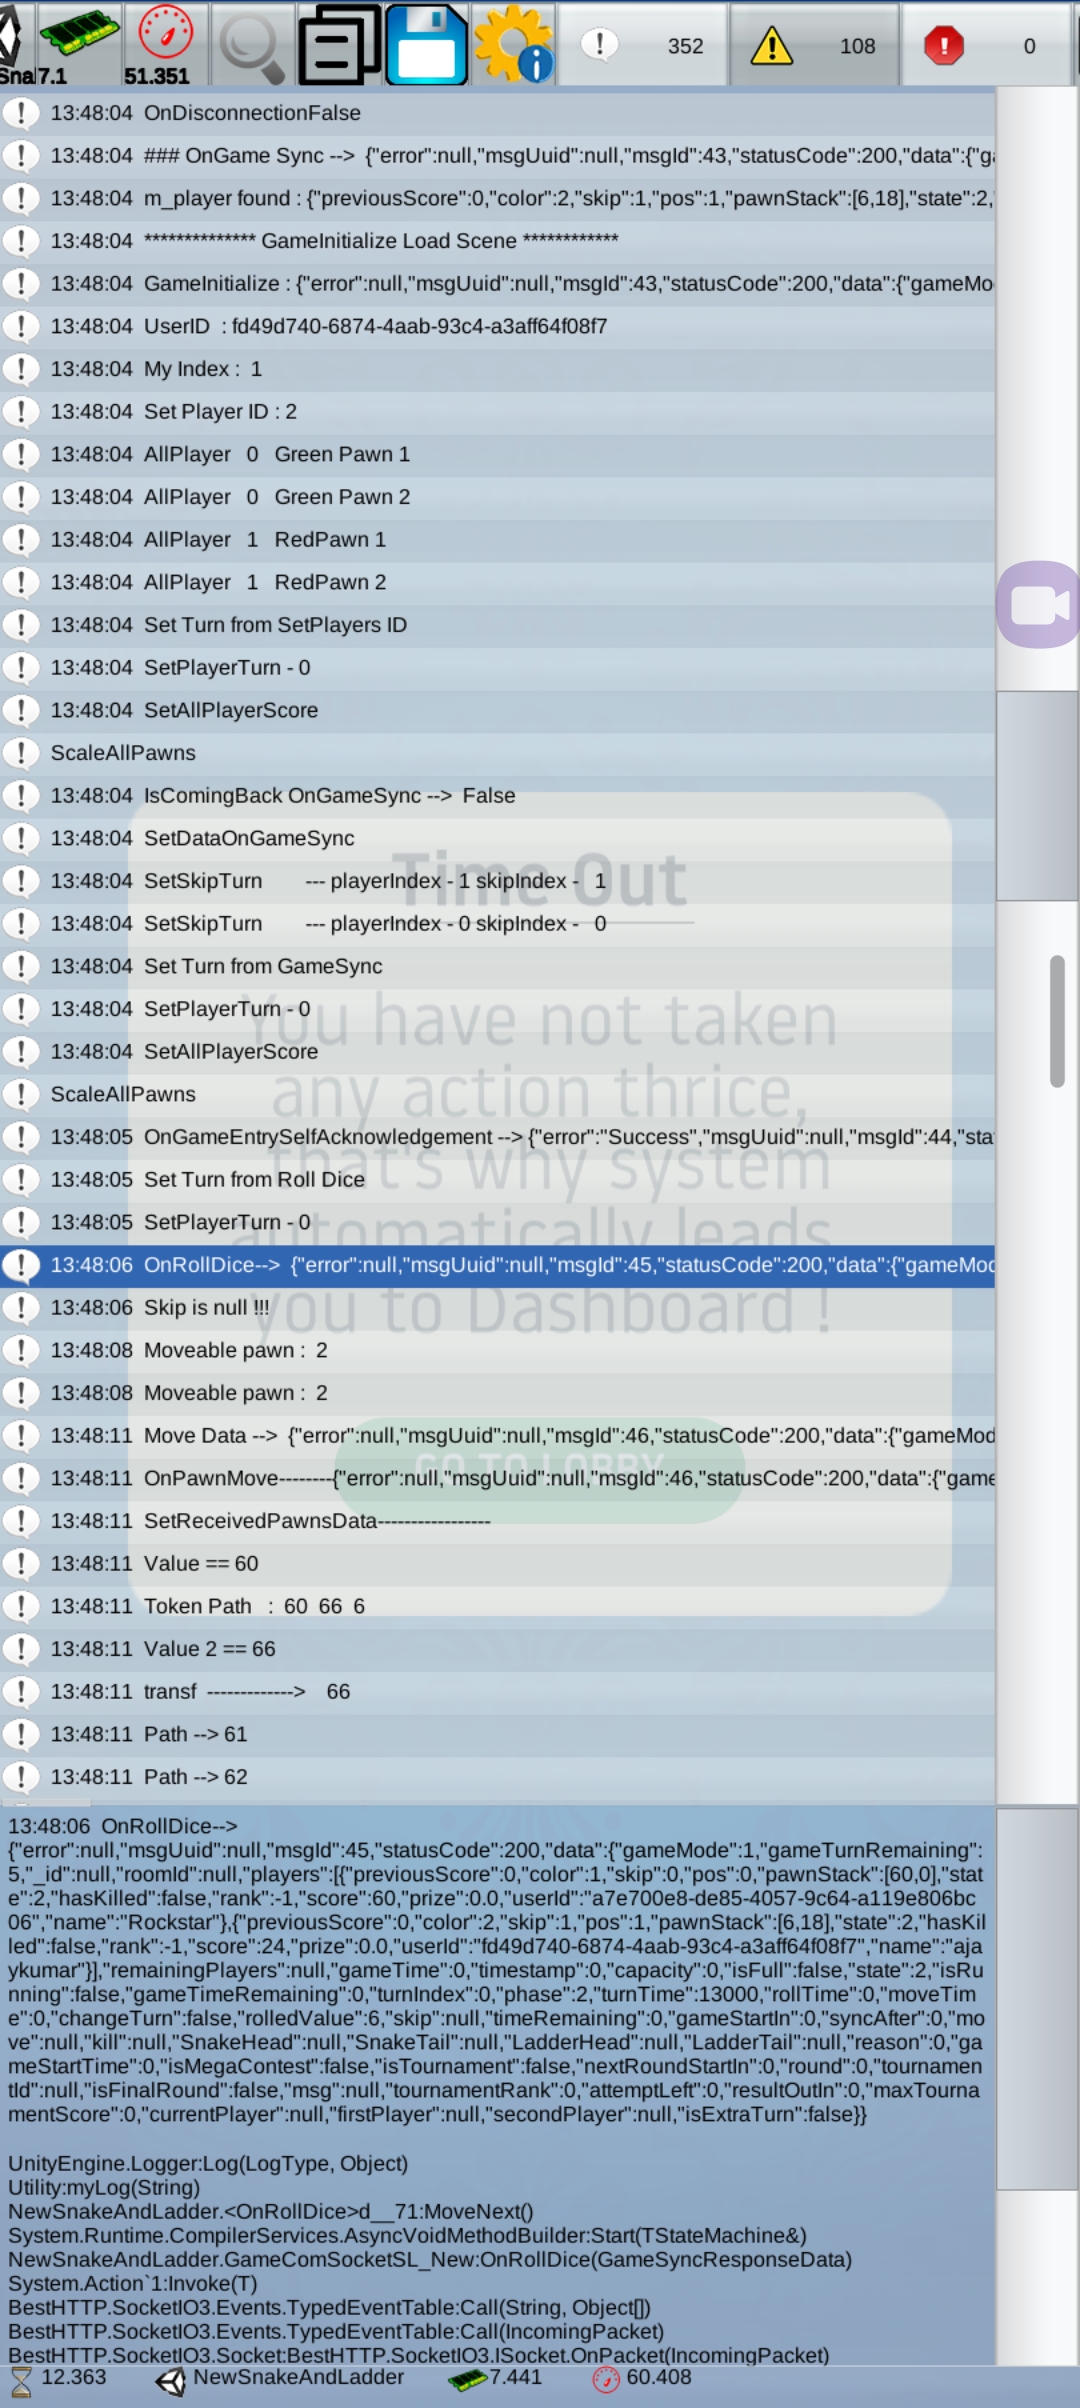 Sna 7.1 51.351 352 108 0
13:48:04 OnDisconnectionFalse
13:48:04 ### OnGame Sync --> {"error":null,"msgUuid":null,"msgId":43,"statusCode":200,"data":{"ga
13:48:04 m_player found : {"previousScore":0,"color":2,"skip":1,"pos":1,"pawnStack":[6,18],"state":2,"
13:48:04 ************** GameInitialize Load Scene ************
13:48:04 GameInitialize : {"error":null,"msgUuid":null,"msgId":43,"statusCode":200,"data":{"gameMo
13:48:04 UserID : fd49d740-6874-4aab-93c4-a3aff64f08f7
13:48:04 My Index : 1
13:48:04 Set Player ID : 2
13:48:04 AllPlayer 0 Green Pawn 1
13:48:04 AllPlayer 0 Green Pawn 2
13:48:04 AllPlayer 1 RedPawn 1
13:48:04 AllPlayer 1 RedPawn 2
13:48:04 Set Turn from SetPlayers ID
13:48:04 SetPlayerTurn - 0
13:48:04 SetAllPlayerScore
ScaleAllPawns
13:48:04 IsComingBack OnGameSync --> False
13:48:04 SetDataOnGameSync
Time Out
13:48:04 SetSkipTurn --- playerIndex - 1 skipIndex - 1
13:48:04 SetSkipTurn --- playerIndex - 0 skipIndex - 0
13:48:04 Set Turn from GameSync
13:48:04 SetPlayerTurn - 0
You have not taken
13:48:04 SetAllPlayerScore
ScaleAllPawns
any action thrice,
13:48:05 OnGameEntrySelfAcknowledgement --> {"error":"Success","msgUuid":null,"msgId":44,"sta
that's why system
13:48:05 Set Turn from Roll Dice
13:48:05 SetPlayerTurn - 0
automatically leads
13:48:06 OnRollDice--> {"error":null,"msgUuid":null,"msgId":45,"statusCode":200,"data":{"gameMod
13:48:06 Skip is null !!!
you to Dashboard !
13:48:08 Moveable pawn : 2
13:48:08 Moveable pawn : 2
13:48:11 Move Data --> {"error":null,"msgUuid":null,"msgId":46,"statusCode":200,"data":{"gameMod
GO TO LOBBY
13:48:11 OnPawnMove--------{"error":null,"msgUuid":null,"msgId":46,"statusCode":200,"data":{"game
13:48:11 SetReceivedPawnsData-----------------
13:48:11 Value == 60
13:48:11 Token Path : 60 66 6
13:48:11 Value 2 == 66
13:48:11 transf -------------> 66
13:48:11 Path --> 61
13:48:11 Path --> 62
13:48:06 OnRollDice-->
{"error":null,"msgUuid":null,"msgId":45,"statusCode":200,"data":{"gameMode":1,"gameTurnRemaining":
5,"_id":null,"roomId":null,"players":[{"previousScore":0,"color":1,"skip":0,"pos":0,"pawnStack":[60,0],"stat
e":2,"hasKilled":false,"rank":-1,"score":60,"prize":0.0,"userId":"a7e700e8-de85-4057-9c64-a119e806bc
06","name":"Rockstar"},{"previousScore":0,"color":2,"skip":1,"pos":1,"pawnStack":[6,18],"state":2,"hasKil
led":false,"rank":-1,"score":24,"prize":0.0,"userId":"fd49d740-6874-4aab-93c4-a3aff64f08f7","name":"aja
ykumar"}],"remainingPlayers":null,"gameTime":0,"timestamp":0,"capacity":0,"isFull":false,"state":2,"isRu
nning":false,"gameTimeRemaining":0,"turnIndex":0,"phase":2,"turnTime":13000,"rollTime":0,"moveTim
e":0,"changeTurn":false,"rolledValue":6,"skip":null,"timeRemaining":0,"gameStartIn":0,"syncAfter":0,"mo
ve":null,"kill":null,"SnakeHead":null,"SnakeTail":null,"LadderHead":null,"LadderTail":null,"reason":0,"ga
meStartTime":0,"isMegaContest":false,"isTournament":false,"nextRoundStartIn":0,"round":0,"tournamen
tId":null,"isFinalRound":false,"msg":null,"tournamentRank":0,"attemptLeft":0,"resultOutIn":0,"maxTourna
mentScore":0,"currentPlayer":null,"firstPlayer":null,"secondPlayer":null,"isExtraTurn":false}}
UnityEngine.Logger:Log(LogType, Object)
Utility:myLog(String)
NewSnakeAndLadder.<OnRollDice>d__71:MoveNext()
System.Runtime.CompilerServices.AsyncVoidMethodBuilder:Start(TStateMachine&)
NewSnakeAndLadder.GameComSocketSL_New:OnRollDice(GameSyncResponseData)
System.Action`1:Invoke(T)
BestHTTP.SocketIO3.Events.TypedEventTable:Call(String, Object[])
BestHTTP.SocketIO3.Events.TypedEventTable:Call(IncomingPacket)
BestHTTP.SocketIO3.Socket:BestHTTP.SocketIO3.ISocket.OnPacket(IncomingPacket)
12.363 NewSnakeAndLadder 7.441 60.408